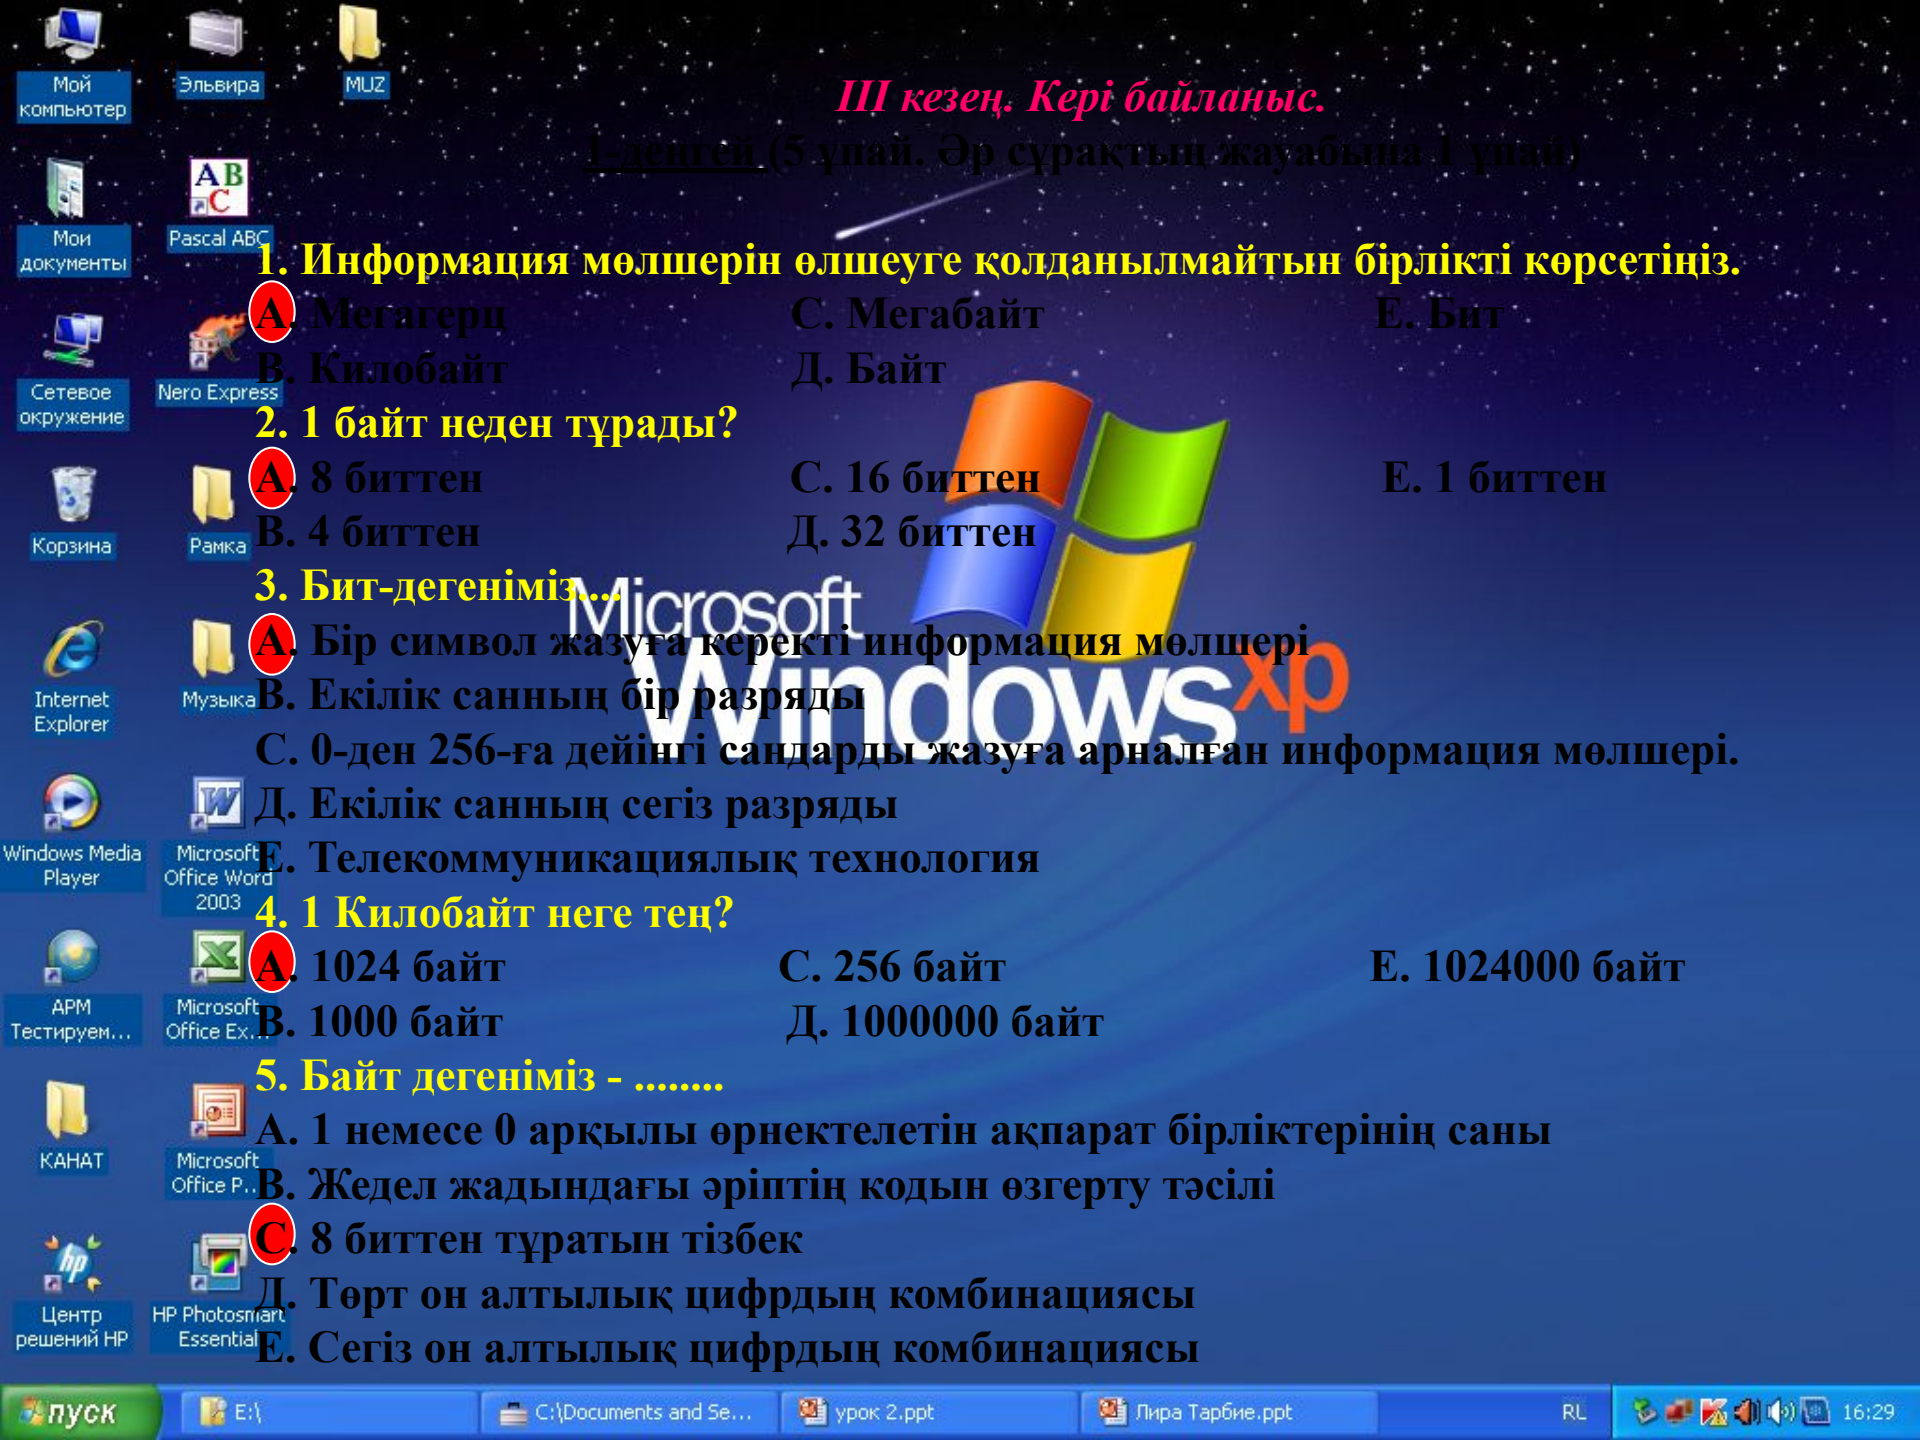 III кезең. Кері байланыс.
1-деңгей (5 ұпай. Әр сұрақтың жауабына 1 ұпай)
1. Информация мөлшерін өлшеуге қолданылмайтын бірлікті көрсетіңіз.
А. Мегагерц С. Мегабайт Е. Бит
В. Килобайт Д. Байт
2. 1 байт неден тұрады?
А. 8 биттен С. 16 биттен Е. 1 биттен
В. 4 биттен Д. 32 биттен
3. Бит-дегеніміз....
А. Бір символ жазуға керекті информация мөлшері
В. Екілік санның бір разряды
С. 0-ден 256-ға дейінгі сандарды жазуға арналған информация мөлшері.
Д. Екілік санның сегіз разряды
Е. Телекоммуникациялық технология
4. 1 Килобайт неге тең?
А. 1024 байт С. 256 байт Е. 1024000 байт
В. 1000 байт Д. 1000000 байт
5. Байт дегеніміз - ........
А. 1 немесе 0 арқылы өрнектелетін ақпарат бірліктерінің саны
В. Жедел жадындағы әріптің кодын өзгерту тәсілі
С. 8 биттен тұратын тізбек
Д. Төрт он алтылық цифрдың комбинациясы
Е. Сегіз он алтылық цифрдың комбинациясы
Мой
компьютер
Эльвира
MUZ
Мои
документы
Pascal ABC
Сетевое
окружение
Nero Express
Корзина
Рамка
Internet
Explorer
Музыка
Windows Media
Player
Microsoft
Office Word
2003
АРМ
Тестируем...
Microsoft
Office Ex...
КАНАТ
Microsoft
Office P...
Центр
решений HP
HP Photosmart
Essential
Microsoft
Windows xp
пуск
E:\
C:\Documents and Se...
урок 2.ppt
Лира Тарбие.ppt
RL
16:29